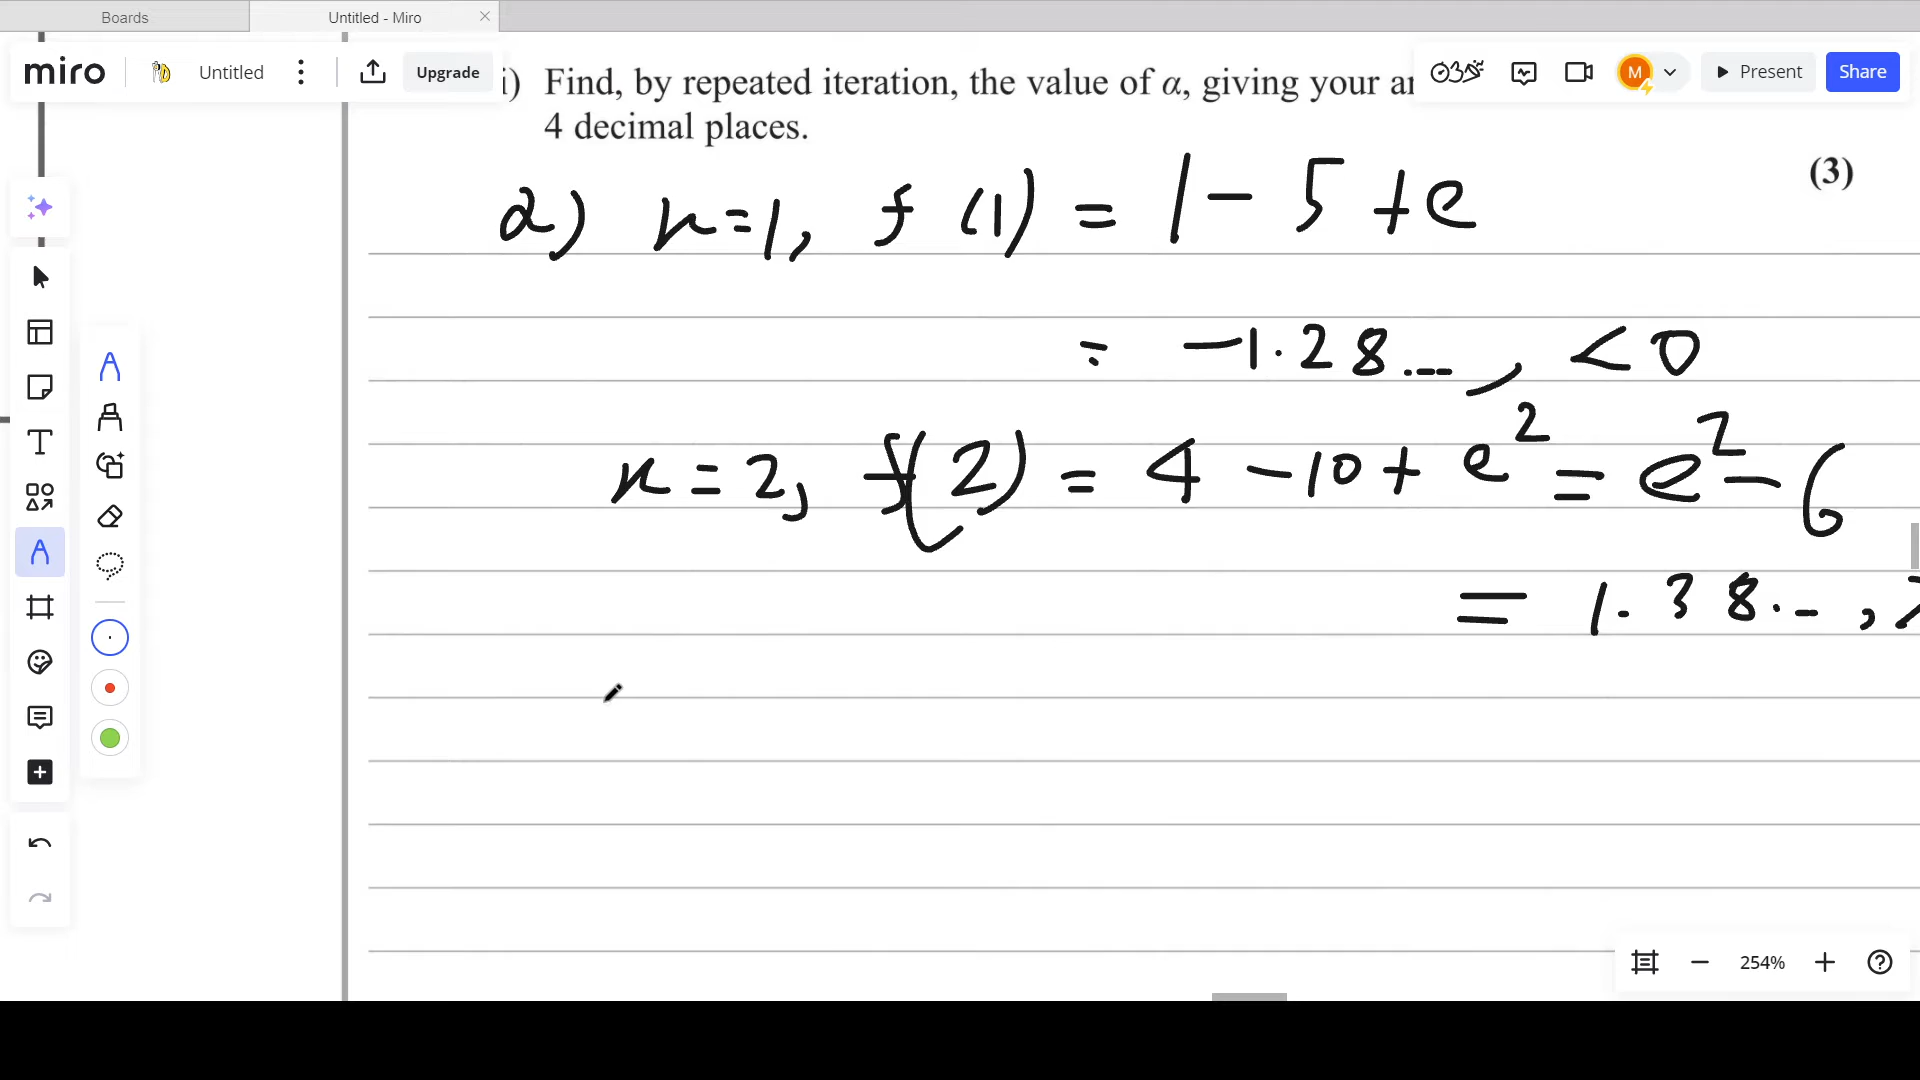 Boards
Untitled - Miro
miro
Untitled
Upgrade
i) Find, by repeated iteration, the value of α, giving your
4 decimal places.
Present
Share
M
(3)
a) x=1, f(1) = 1 - 5 + e
= -1.28..., <0
x = 2, f(2) = 4 - 10 + e² = e² - 6
= 1.38..., >
254%